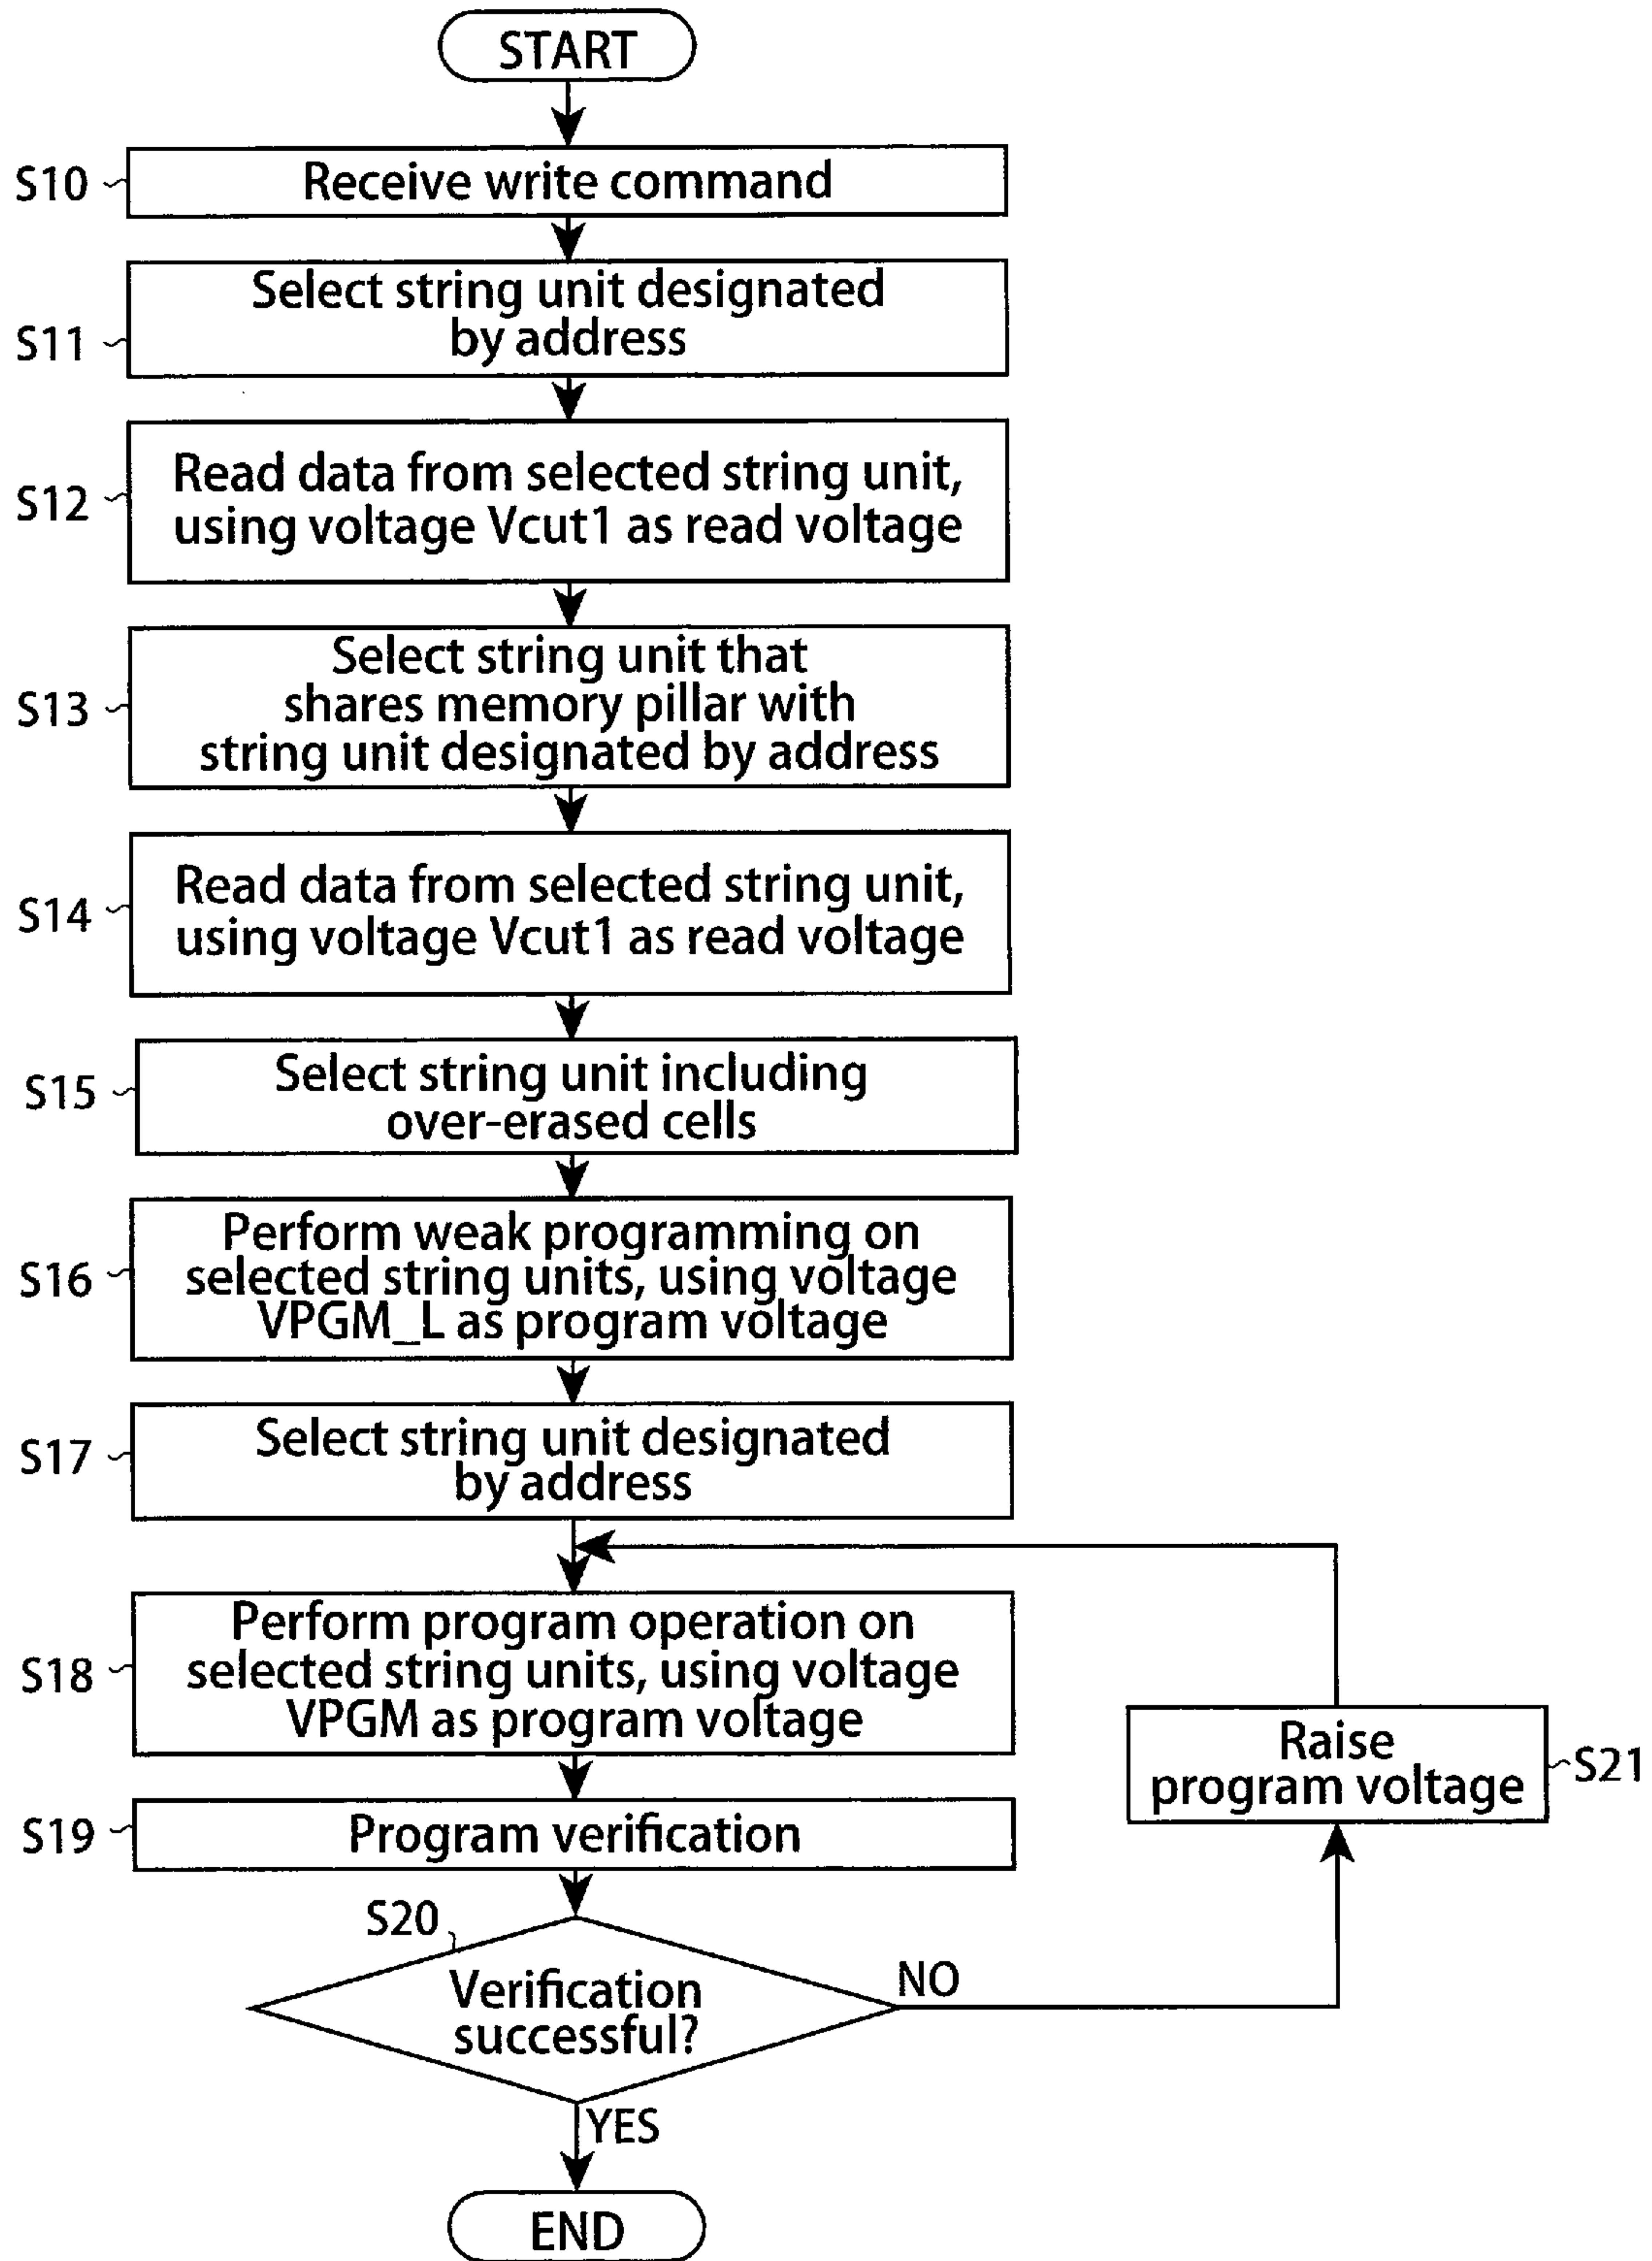 START
S10
Receive write command
S11
Select string unit designated
by address
S12
Read data from selected string unit,
using voltage Vcut1 as read voltage
S13
Select string unit that
shares memory pillar with
string unit designated by address
S14
Read data from selected string unit,
using voltage Vcut1 as read voltage
S15
Select string unit including
over-erased cells
S16
Perform weak programming on
selected string units, using voltage
VPGM_L as program voltage
S17
Select string unit designated
by address
S18
Perform program operation on
selected string units, using voltage
VPGM as program voltage
Raise
program voltage
S21
S19
Program verification
S20
Verification
successful?
NO
YES
END